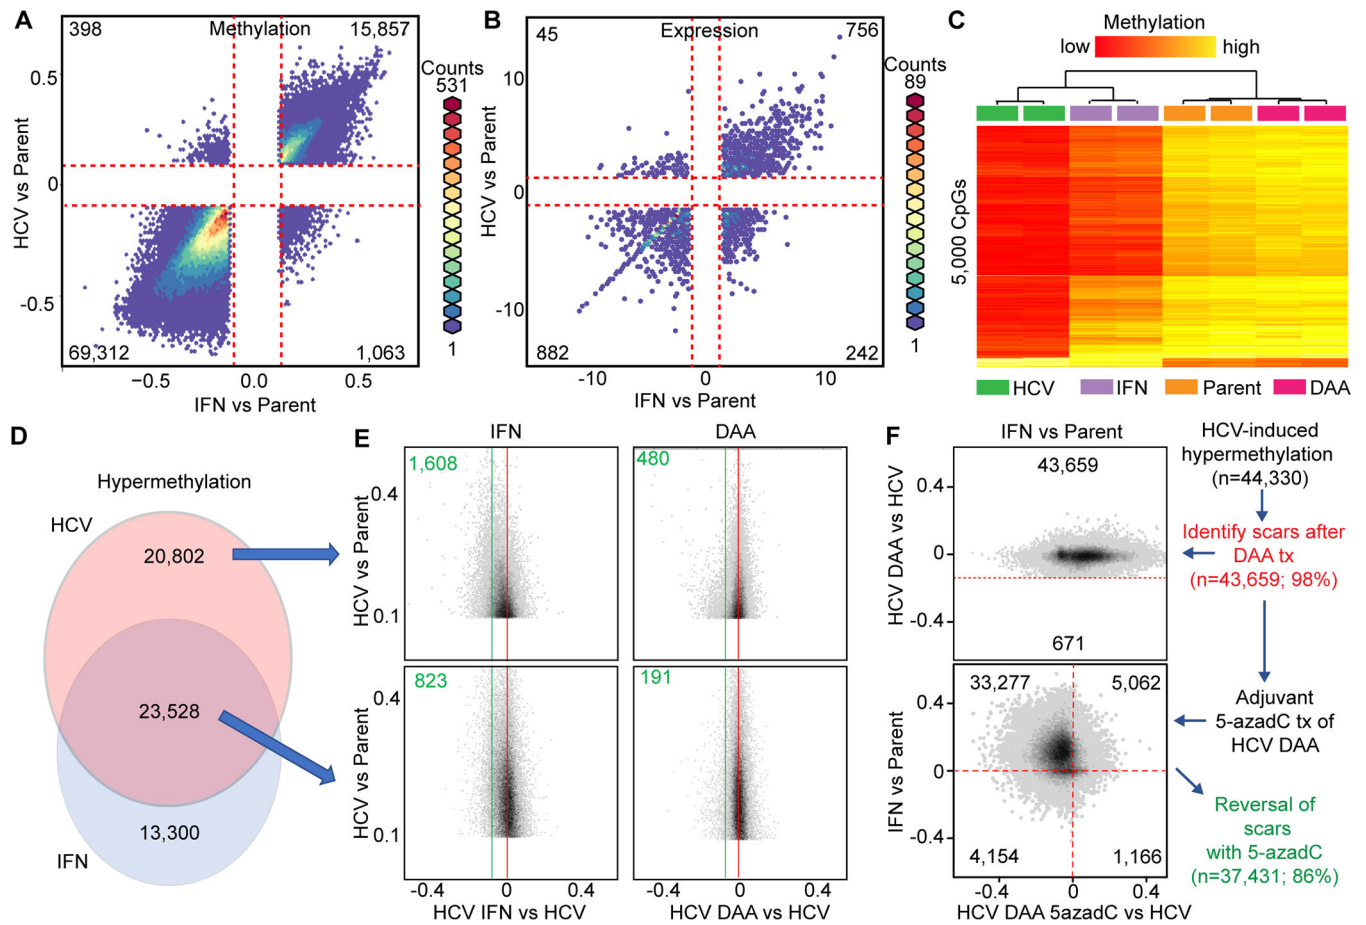 A
398
Methylation
15,857
0.5
0
-0.5
HCV vs Parent
69,312
1,063
−0.5
0.0
0.5
IFN vs Parent
Counts
531
1
B
45
Expression
756
10
0
-10
HCV vs Parent
882
242
-10
0
10
IFN vs Parent
Counts
89
1
C
Methylation
low
high
5,000 CpGs
HCV
IFN
Parent
DAA
D
Hypermethylation
HCV
20,802
23,528
13,300
IFN
E
IFN
DAA
1,608
480
0.4
0.1
HCV vs Parent
HCV vs Parent
823
191
0.4
0.1
HCV vs Parent
HCV vs Parent
-0.4
0
0.4
-0.4
0
0.4
HCV IFN vs HCV
HCV DAA vs HCV
F
IFN vs Parent
43,659
0.4
0
-0.4
HCV DAA vs HCV
671
33,277
5,062
0.4
0
-0.4
IFN vs Parent
4,154
1,166
-0.4
0
0.4
HCV DAA 5azadC vs HCV
HCV-induced
hypermethylation
(n=44,330)
Identify scars after
DAA tx
(n=43,659; 98%)
Adjuvant
5-azadC tx of
HCV DAA
Reversal of
scars
with 5-azadC
(n=37,431; 86%)